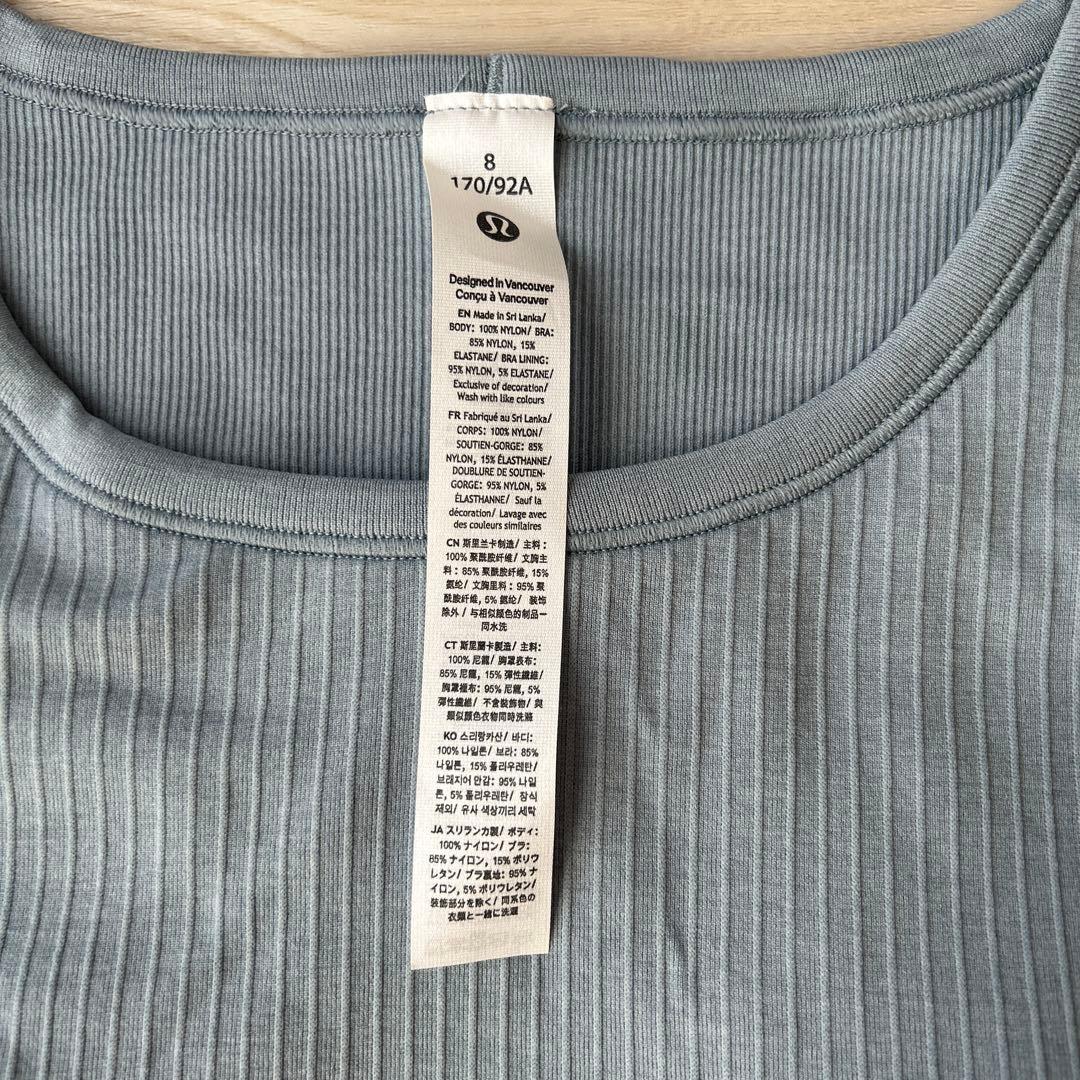 8
170/92A
Designed in Vancouver
Conçu à Vancouver
EN Made in Sri Lanka/
BODY: 100% NYLON/ BRA:
85% NYLON, 15%
ELASTANE/ BRA LINING:
95% NYLON, 5% ELASTANE/
Exclusive of decoration/
Wash with like colours
FR Fabriqué au Sri Lanka/
CORPS: 100% NYLON/
SOUTIEN-GORGE: 85%
NYLON, 15% ÉLASTHANNE/
DOUBLURE DE SOUTIEN-
GORGE: 95% NYLON, 5%
ÉLASTHANNE/ Sauf la
décoration/ Lavage avec
des couleurs similaires
CN 斯里兰卡制造/ 主料：
100% 聚酰胺纤维/ 文胸主
料：85% 聚酰胺纤维, 15%
氨纶/ 文胸里料：95% 聚
酰胺纤维, 5% 氨纶/ 装饰
除外 / 与相似颜色的制品一
同水洗
CT 斯里蘭卡製造/ 主料:
100% 尼龍/ 胸罩表布:
85% 尼龍, 15% 彈性纖維/
胸罩裡布: 95% 尼龍, 5%
彈性纖維/ 不含裝飾物/ 與
類似顏色衣物同時洗滌
KO 스리랑카산/ 바디:
100% 나일론/ 브라: 85%
나일론, 15% 폴리우레탄/
브래지어 안감: 95% 나일
론, 5% 폴리우레탄/ 장식
제외/ 유사 색상끼리 세탁
JA スリランカ製/ ボディ:
100% ナイロン/ ブラ:
85% ナイロン, 15% ポリウ
レタン/ ブラ裏地: 95% ナ
イロン, 5% ポリウレタン/
装飾部分を除く/ 同系色の
衣類と一緒に洗濯